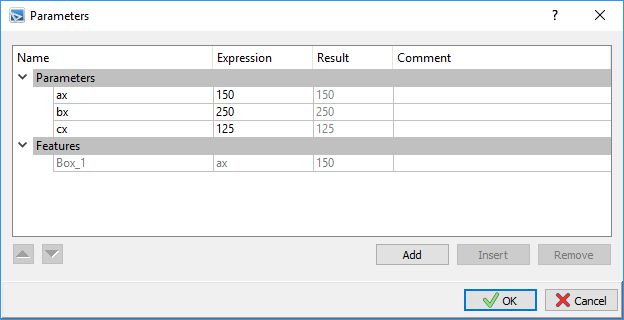 Parameters
?
Name Expression Result Comment
Parameters
ax 150 150
bx 250 250
cx 125 125
Features
Box_1 ax 150
Add Insert Remove
OK Cancel